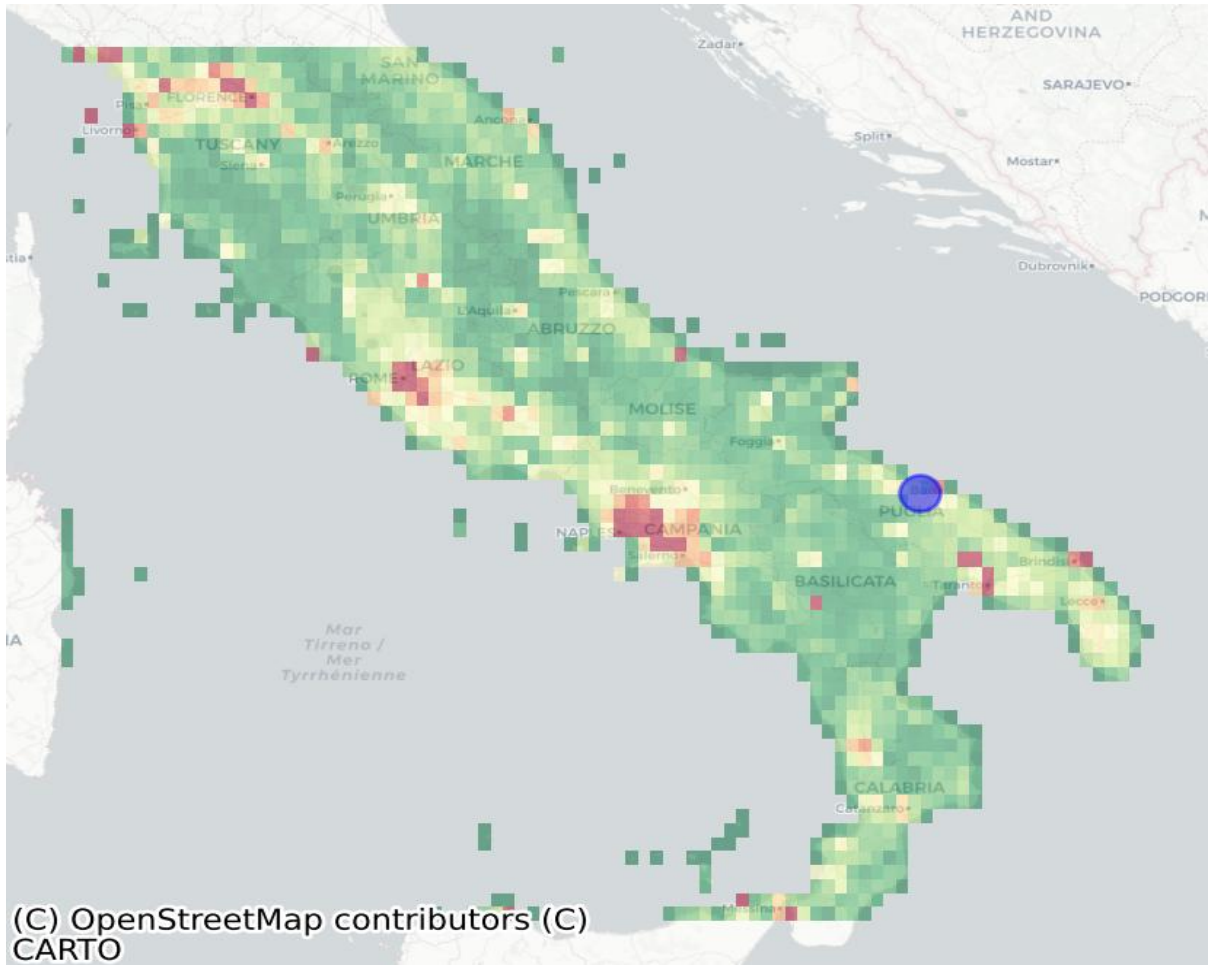 AND
HERZEGOVINA
Zadar
SARAJEVO
SAN
MARINO
Pisa
FLORENCE
Ancona
Livorno
TUSCANY
Arezzo
Split
Siena
MARCHE
Mostar
Perugia
UMBRIA
Dubrovnik
Pescara
PODGOR
L'Aquila
ABRUZZO
ROME
LAZIO
MOLISE
Foggia
Benevento
Bari
PUGLIA
NAPLES
CAMPANIA
Salerno
BASILICATA
Brindisi
Taranto
Lecce
Mar
Tirreno /
Mer
Tyrrhénienne
CALABRIA
Catanzaro
Messina
(C) OpenStreetMap contributors (C)
CARTO